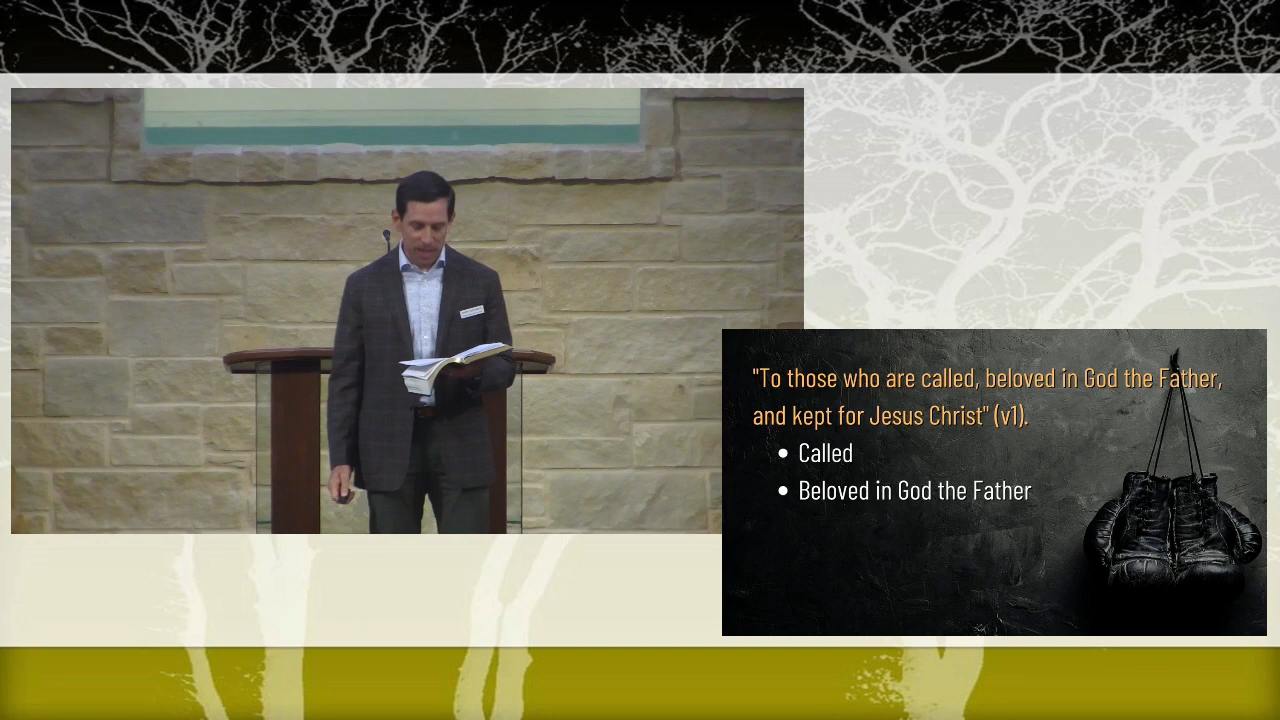 "To those who are called, beloved in God the Father,
and kept for Jesus Christ" (v1).
• Called
• Beloved in God the Father